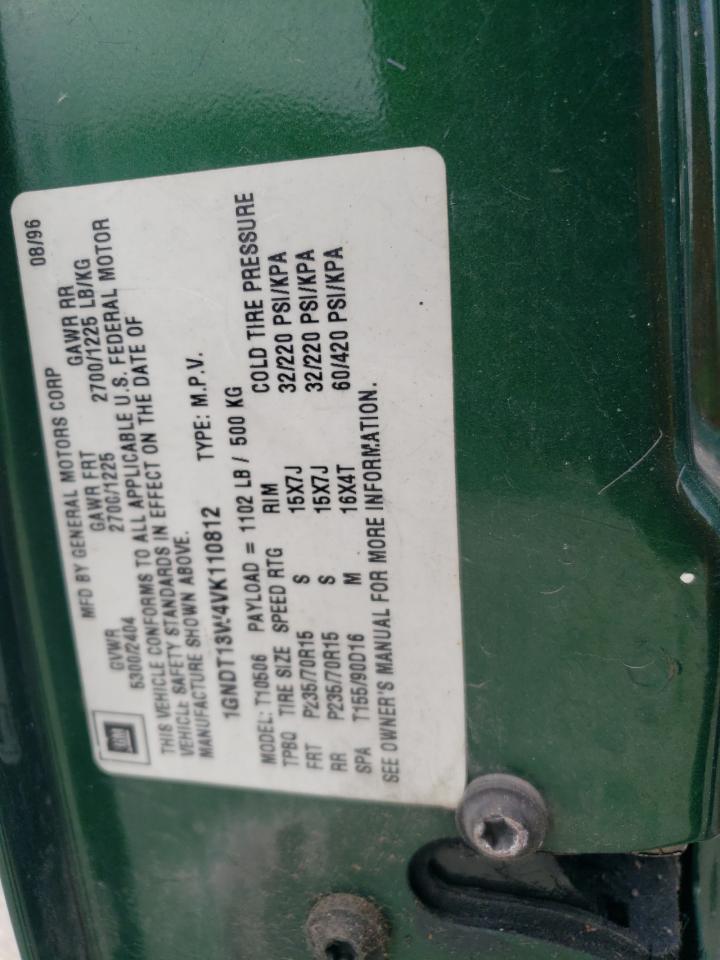 MFD BY GENERAL MOTORS CORP 08/96
GVWR GAWR FRT GAWR RR
5300/2404 2700/1225 2700/1225 LB/KG
THIS VEHICLE CONFORMS TO ALL APPLICABLE U.S. FEDERAL MOTOR
VEHICLE SAFETY STANDARDS IN EFFECT ON THE DATE OF
MANUFACTURE SHOWN ABOVE.
1GNDT13W4VK110812 TYPE: M.P.V.
MODEL: T10506 PAYLOAD = 1102 LB / 500 KG
TPBQ TIRE SIZE SPEED RTG RIM COLD TIRE PRESSURE
FRT P235/70R15 S 15X7J 32/220 PSI/KPA
RR P235/70R15 S 15X7J 32/220 PSI/KPA
SPA T155/90D16 M 16X4T 60/420 PSI/KPA
SEE OWNER'S MANUAL FOR MORE INFORMATION.
GM